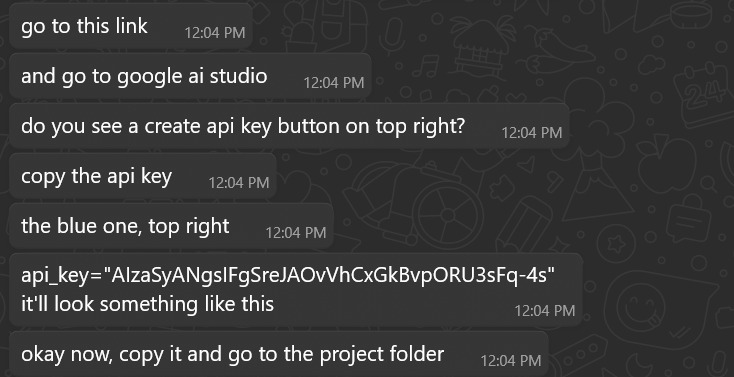 go to this link 12:04 PM
and go to google ai studio 12:04 PM
do you see a create api key button on top right? 12:04 PM
copy the api key 12:04 PM
the blue one, top right 12:04 PM
api_key="AIzaSyANgslFgSreJAOvVhCxGkBvpORU3sFq-4s"
it'll look something like this 12:04 PM
okay now, copy it and go to the project folder 12:04 PM